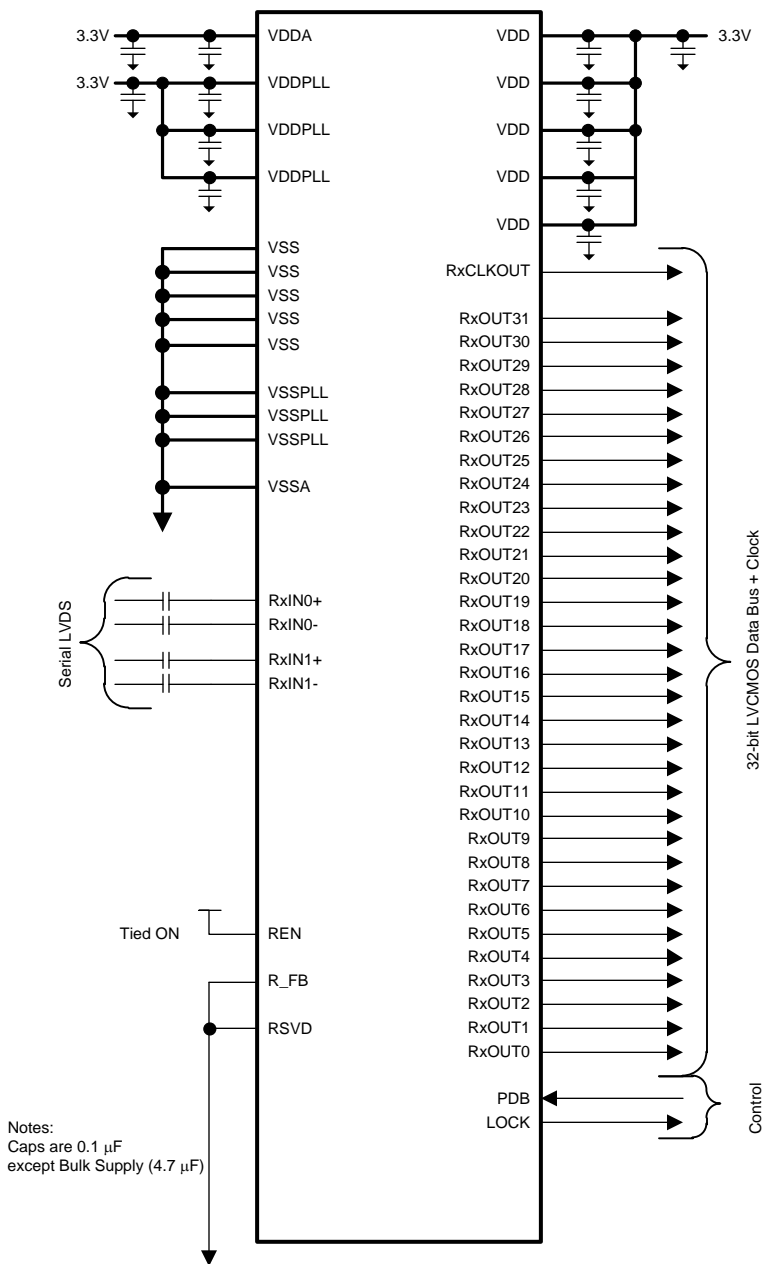 3.3V
VDDA
3.3V
VDDPLL
VDDPLL
VDDPLL
VSS
VSS
VSS
VSS
VSS
VSSPLL
VSSPLL
VSSPLL
VSSA
Serial LVDS
RxIN0+
RxIN0-
RxIN1+
RxIN1-
Tied ON
REN
R_FB
RSVD
Notes:
Caps are 0.1 μF
except Bulk Supply (4.7 μF)
VDD
3.3V
VDD
VDD
VDD
VDD
RxCLKOUT
RxOUT31
RxOUT30
RxOUT29
RxOUT28
RxOUT27
RxOUT26
RxOUT25
RxOUT24
RxOUT23
RxOUT22
RxOUT21
RxOUT20
RxOUT19
RxOUT18
RxOUT17
RxOUT16
RxOUT15
RxOUT14
RxOUT13
RxOUT12
RxOUT11
RxOUT10
RxOUT9
RxOUT8
RxOUT7
RxOUT6
RxOUT5
RxOUT4
RxOUT3
RxOUT2
RxOUT1
RxOUT0
32-bit LVCMOS Data Bus + Clock
PDB
LOCK
Control